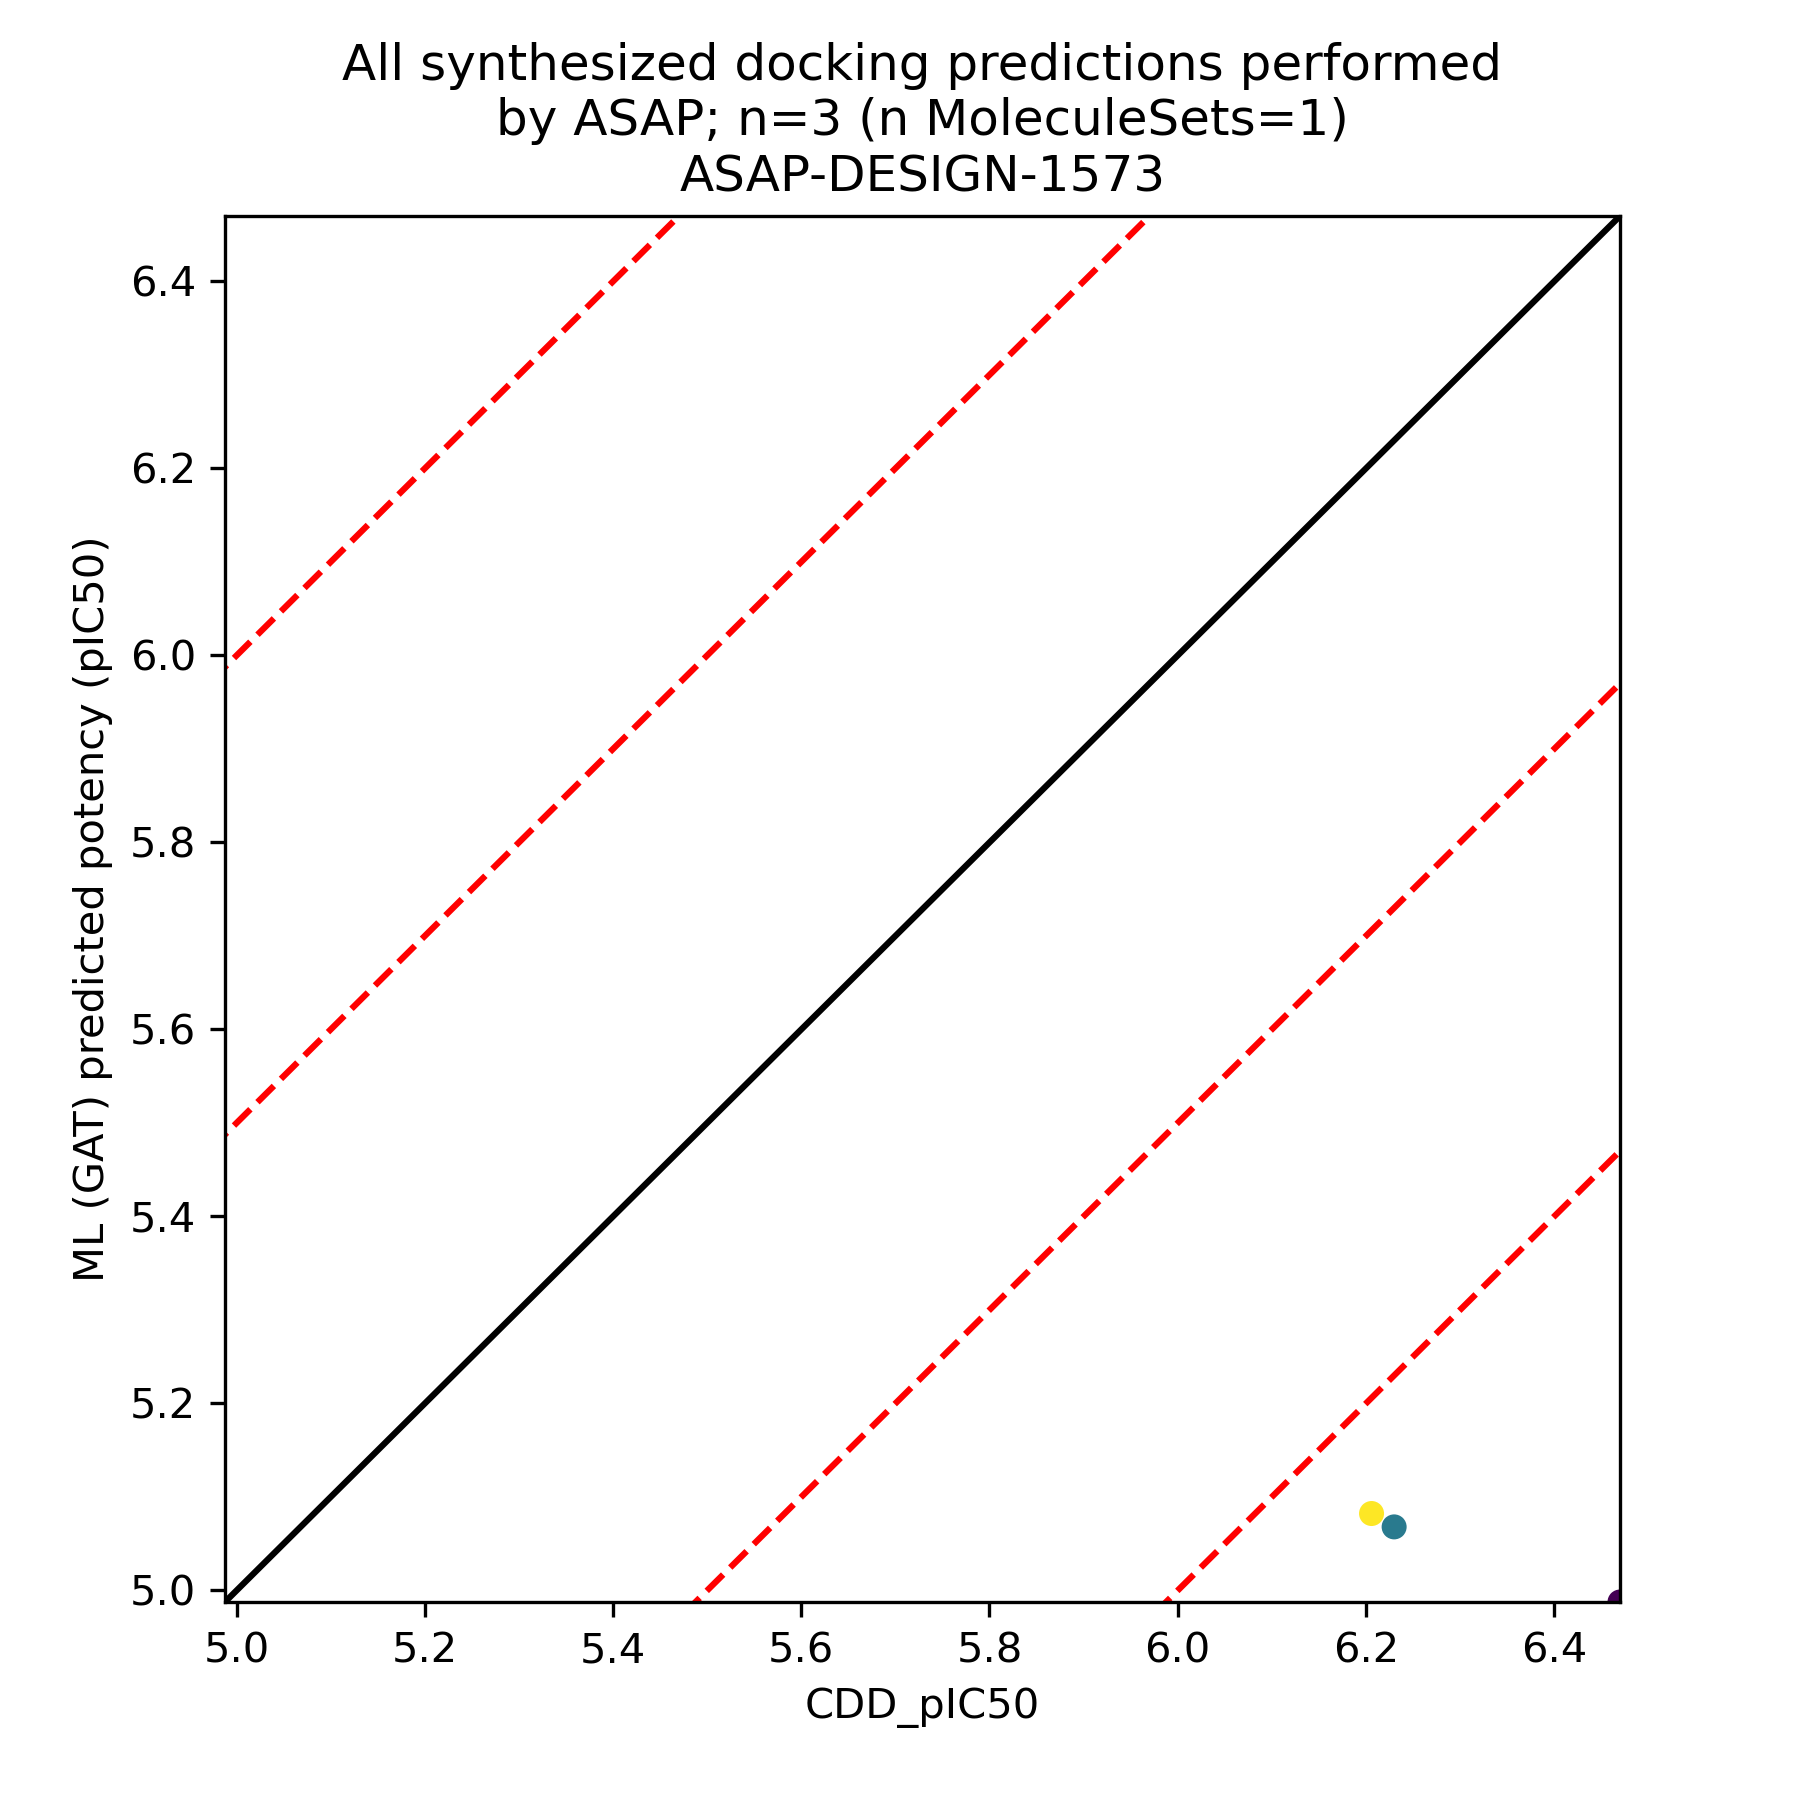 All synthesized docking predictions performed
by ASAP; n=3 (n MoleculeSets=1)
ASAP-DESIGN-1573
ML (GAT) predicted potency (pIC50)
6.4
6.2
6.0
5.8
5.6
5.4
5.2
5.0
5.0 5.2 5.4 5.6 5.8 6.0 6.2 6.4
CDD_pIC50